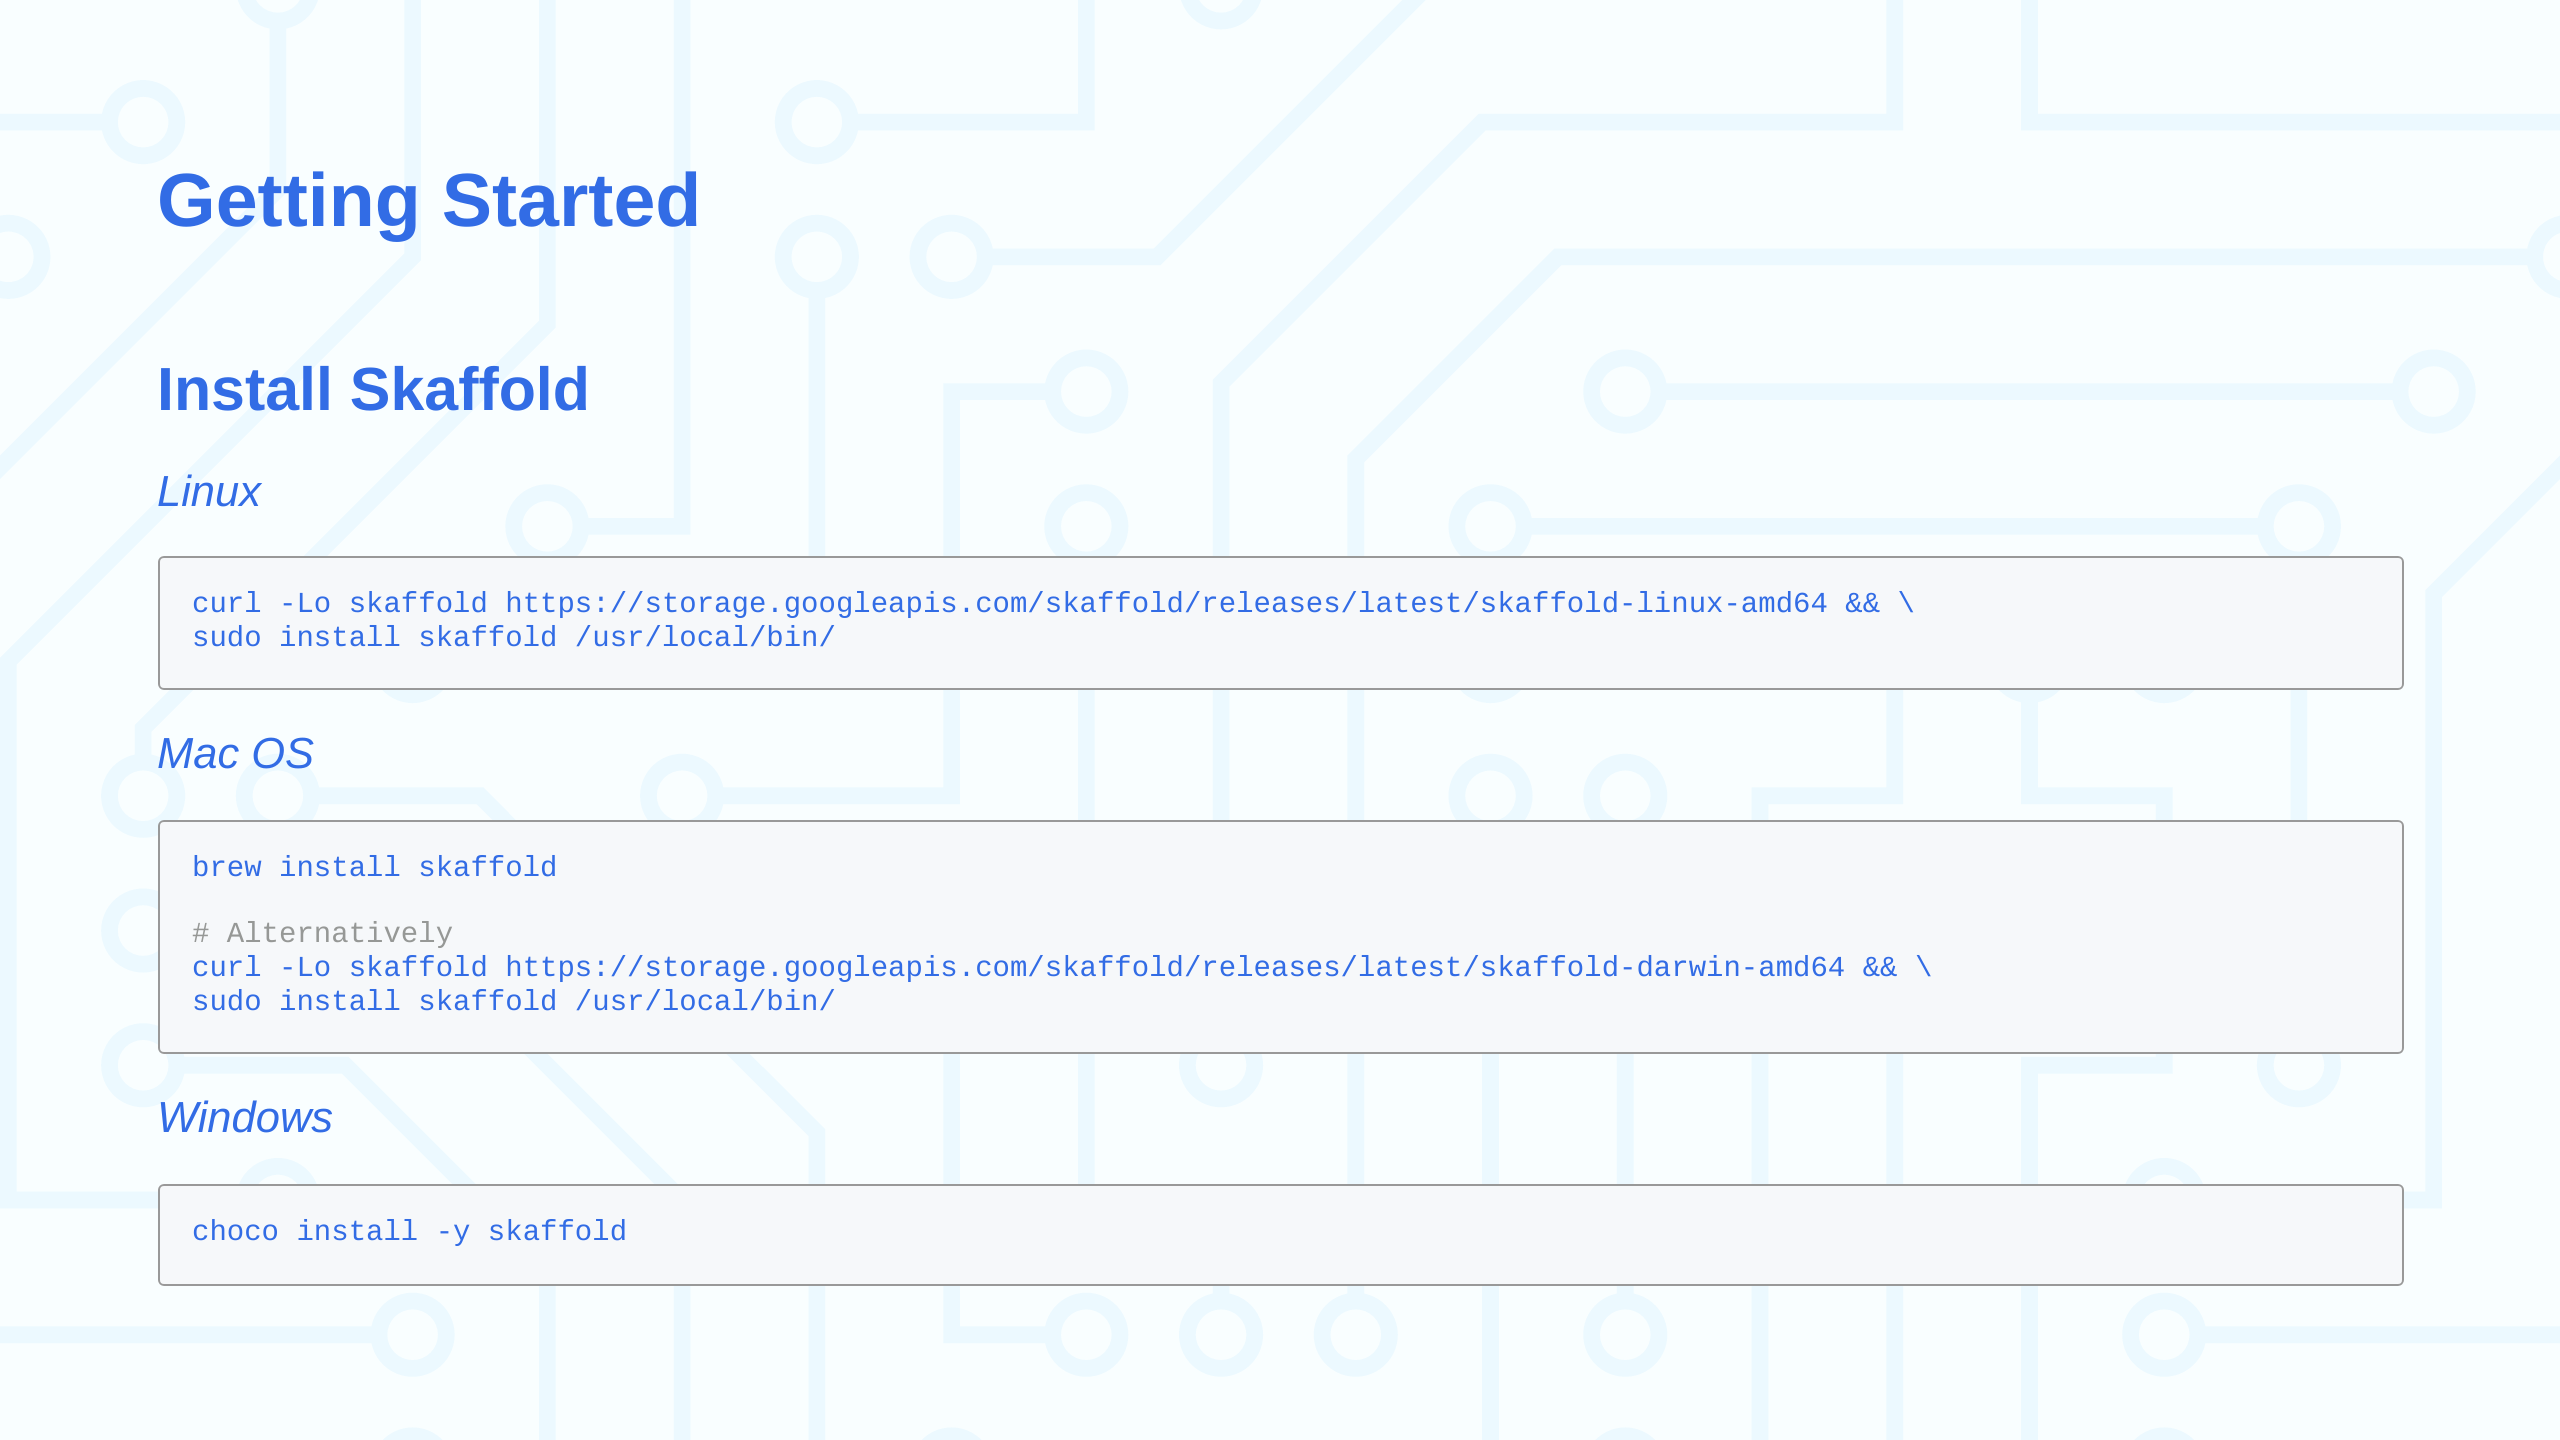 Getting Started
Install Skaffold
Linux
curl -Lo skaffold https://storage.googleapis.com/skaffold/releases/latest/skaffold-linux-amd64 && \
sudo install skaffold /usr/local/bin/
Mac OS
brew install skaffold
# Alternatively
curl -Lo skaffold https://storage.googleapis.com/skaffold/releases/latest/skaffold-darwin-amd64 && \
sudo install skaffold /usr/local/bin/
Windows
choco install -y skaffold